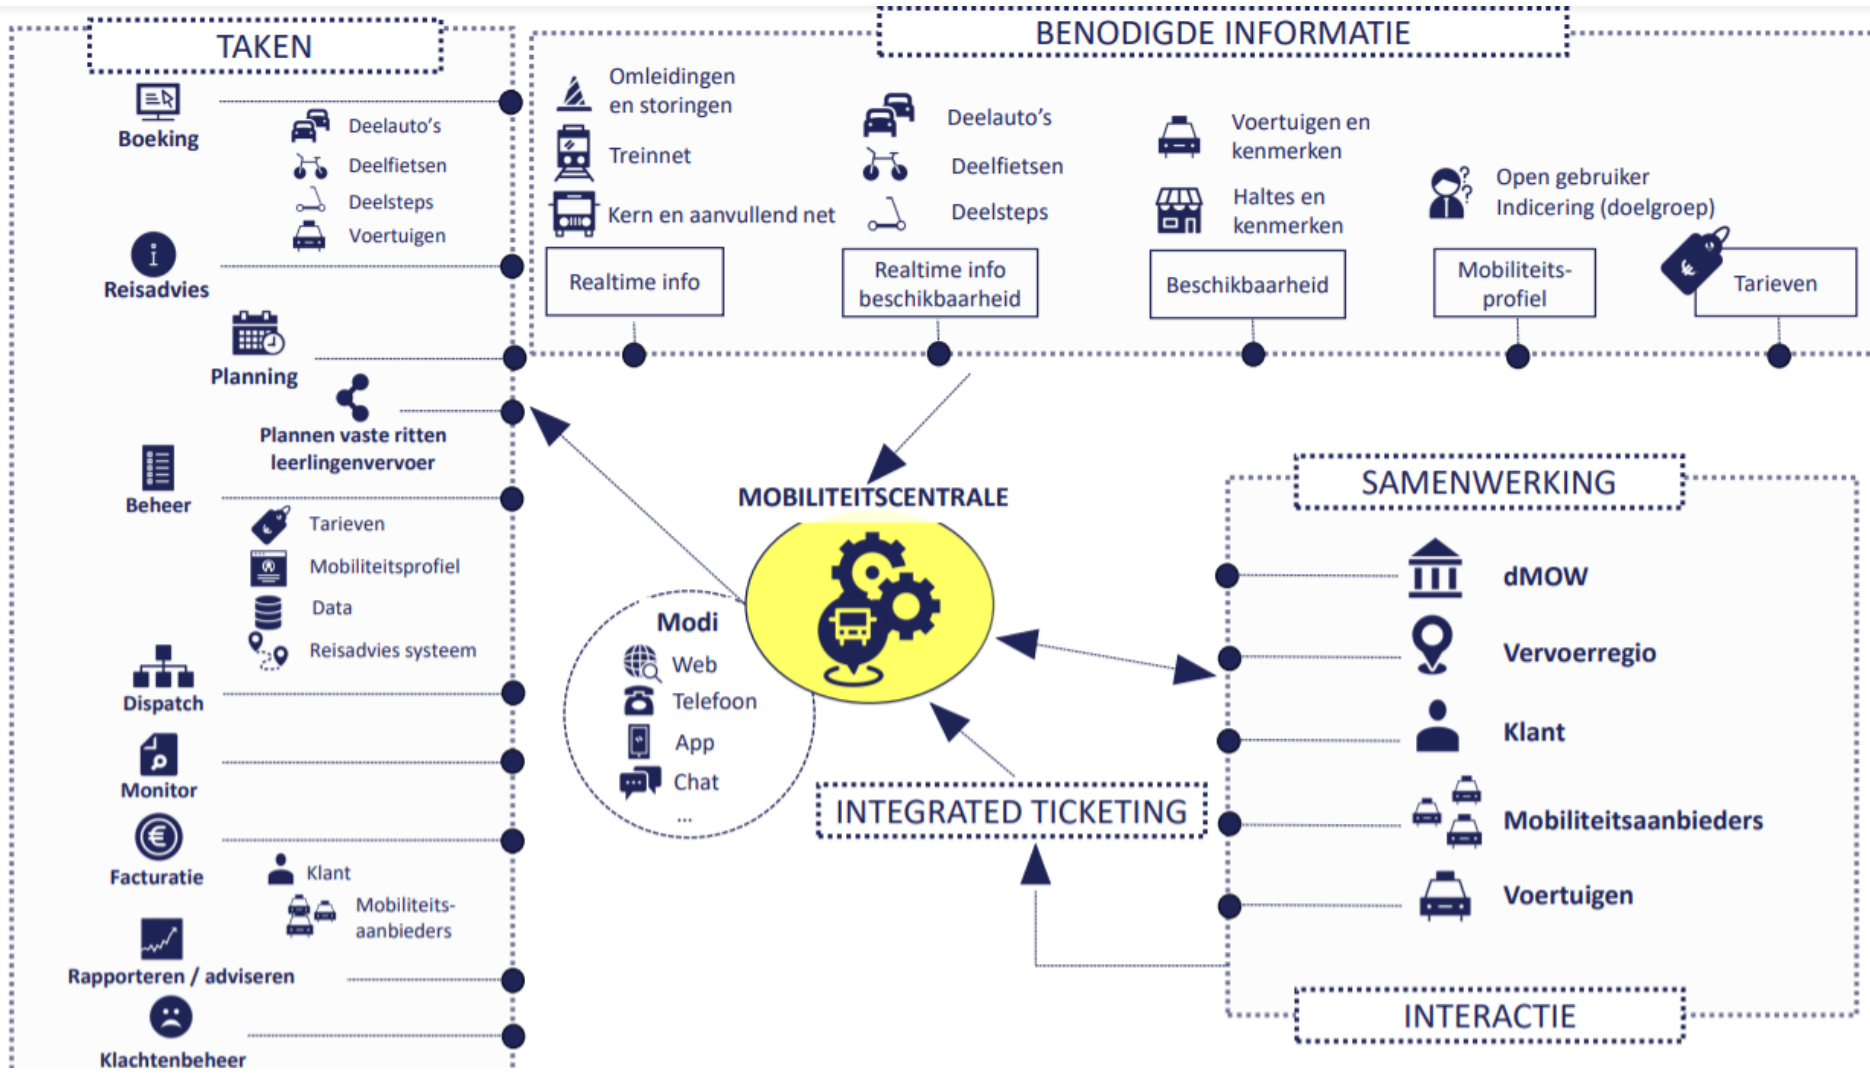 TAKEN
Boeking
Deelauto's
Deelfietsen
Deelsteps
Voertuigen
Reisadvies
Planning
Plannen vaste ritten
leerlingenvervoer
Beheer
Tarieven
Mobiliteitsprofiel
Data
Reisadvies systeem
Dispatch
Monitor
Facturatie
Klant
Mobiliteits-
aanbieders
Rapporteren / adviseren
Klachtenbeheer
BENODIGDE INFORMATIE
Omleidingen
en storingen
Treinnet
Kern en aanvullend net
Realtime info
Deelauto's
Deelfietsen
Deelsteps
Realtime info
beschikbaarheid
Voertuigen en
kenmerken
Haltes en
kenmerken
Beschikbaarheid
Open gebruiker
Indicering (doelgroep)
Mobiliteits-
profiel
Tarieven
MOBILITEITSCENTRALE
Modi
Web
Telefoon
App
Chat
...
INTEGRATED TICKETING
SAMENWERKING
dMOW
Vervoerregio
Klant
Mobiliteitsaanbieders
Voertuigen
INTERACTIE